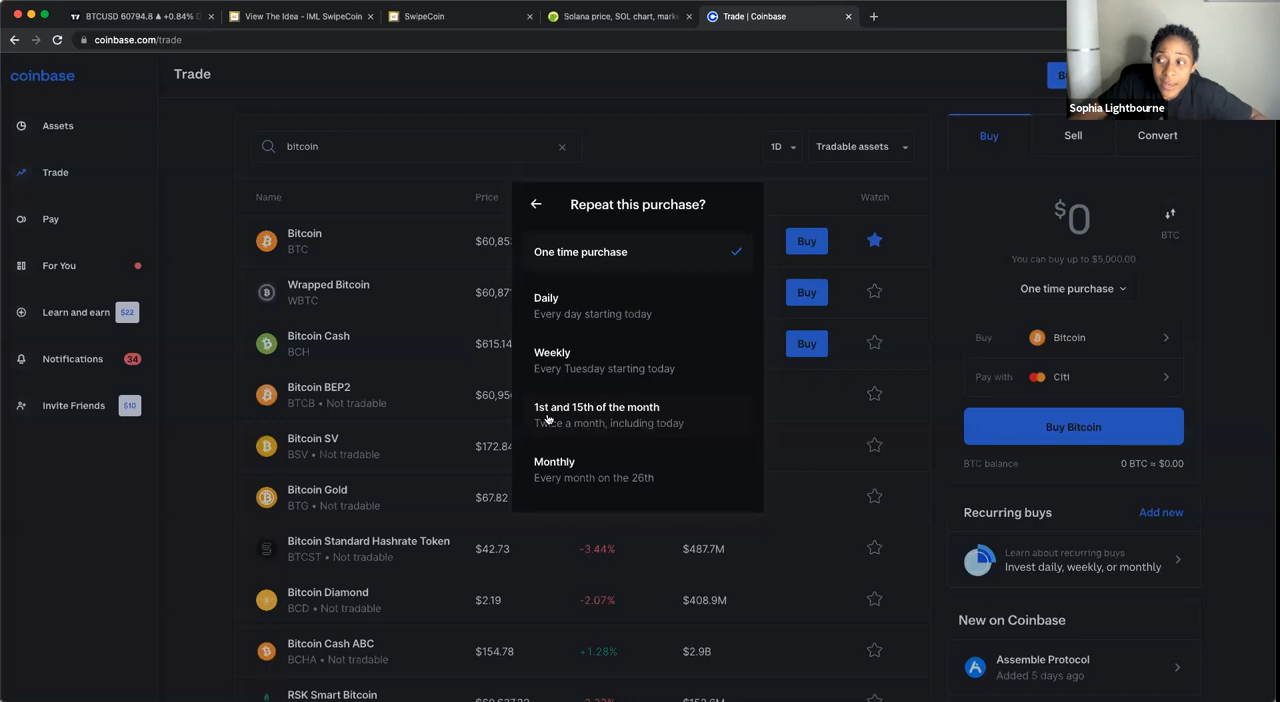 BTCUSD 60794.8 ▲ +0.84%
View The Idea - IML SwipeCoin
SwipeCoin
Solana price, SOL chart, mark
Trade | Coinbase
coinbase.com/trade
coinbase
Trade
Sophia Lightbourne
Assets
Trade
Pay
For You
Learn and earn $22
Notifications 34
Invite Friends $10
bitcoin
1D
Tradable assets
Name
Price
Watch
Bitcoin
BTC
$60,85
Buy
Wrapped Bitcoin
WBTC
$60,87
Buy
Bitcoin Cash
BCH
$615.14
Buy
Bitcoin BEP2
BTCB • Not tradable
$60,95
Bitcoin SV
BSV • Not tradable
$172.84
Bitcoin Gold
BTG • Not tradable
$67.82
Bitcoin Standard Hashrate Token
BTCST • Not tradable
$42.73
-3.44%
$487.7M
Bitcoin Diamond
BCD • Not tradable
$2.19
-2.07%
$408.9M
Bitcoin Cash ABC
BCHA • Not tradable
$154.78
+1.28%
$2.9B
RSK Smart Bitcoin
Repeat this purchase?
One time purchase
Daily
Every day starting today
Weekly
Every Tuesday starting today
1st and 15th of the month
Twice a month, including today
Monthly
Every month on the 26th
Buy
Sell
Convert
$0
BTC
You can buy up to $5,000.00
One time purchase
Buy Bitcoin
Pay with Citi
Buy Bitcoin
BTC balance
0 BTC ≈ $0.00
Recurring buys
Add new
Learn about recurring buys
Invest daily, weekly, or monthly
New on Coinbase
Assemble Protocol
Added 5 days ago